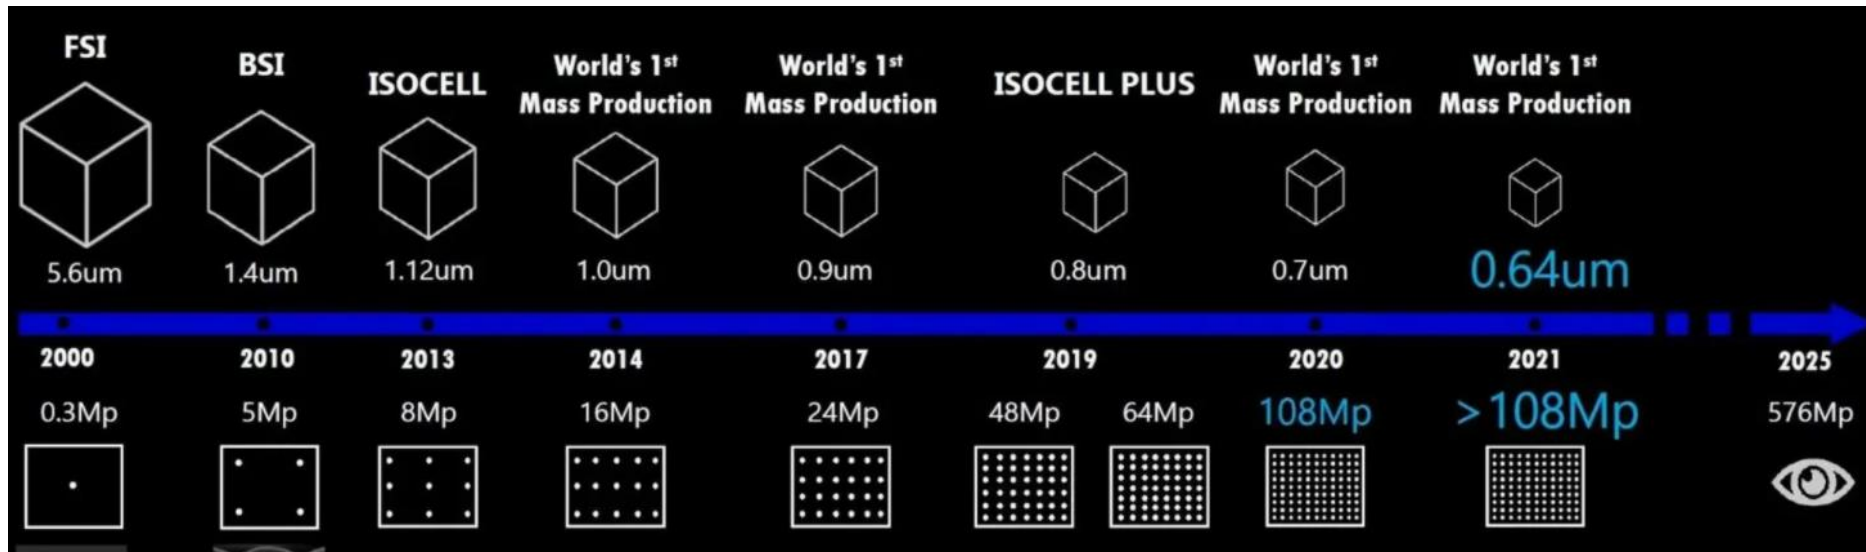 FSI
BSI
ISOCELL
World's 1st
Mass Production
World's 1st
Mass Production
ISOCELL PLUS
World's 1st
Mass Production
World's 1st
Mass Production
5.6um
1.4um
1.12um
1.0um
0.9um
0.8um
0.7um
0.64um
2000
2010
2013
2014
2017
2019
2020
2021
2025
0.3Mp
5Mp
8Mp
16Mp
24Mp
48Mp
64Mp
108Mp
>108Mp
576Mp